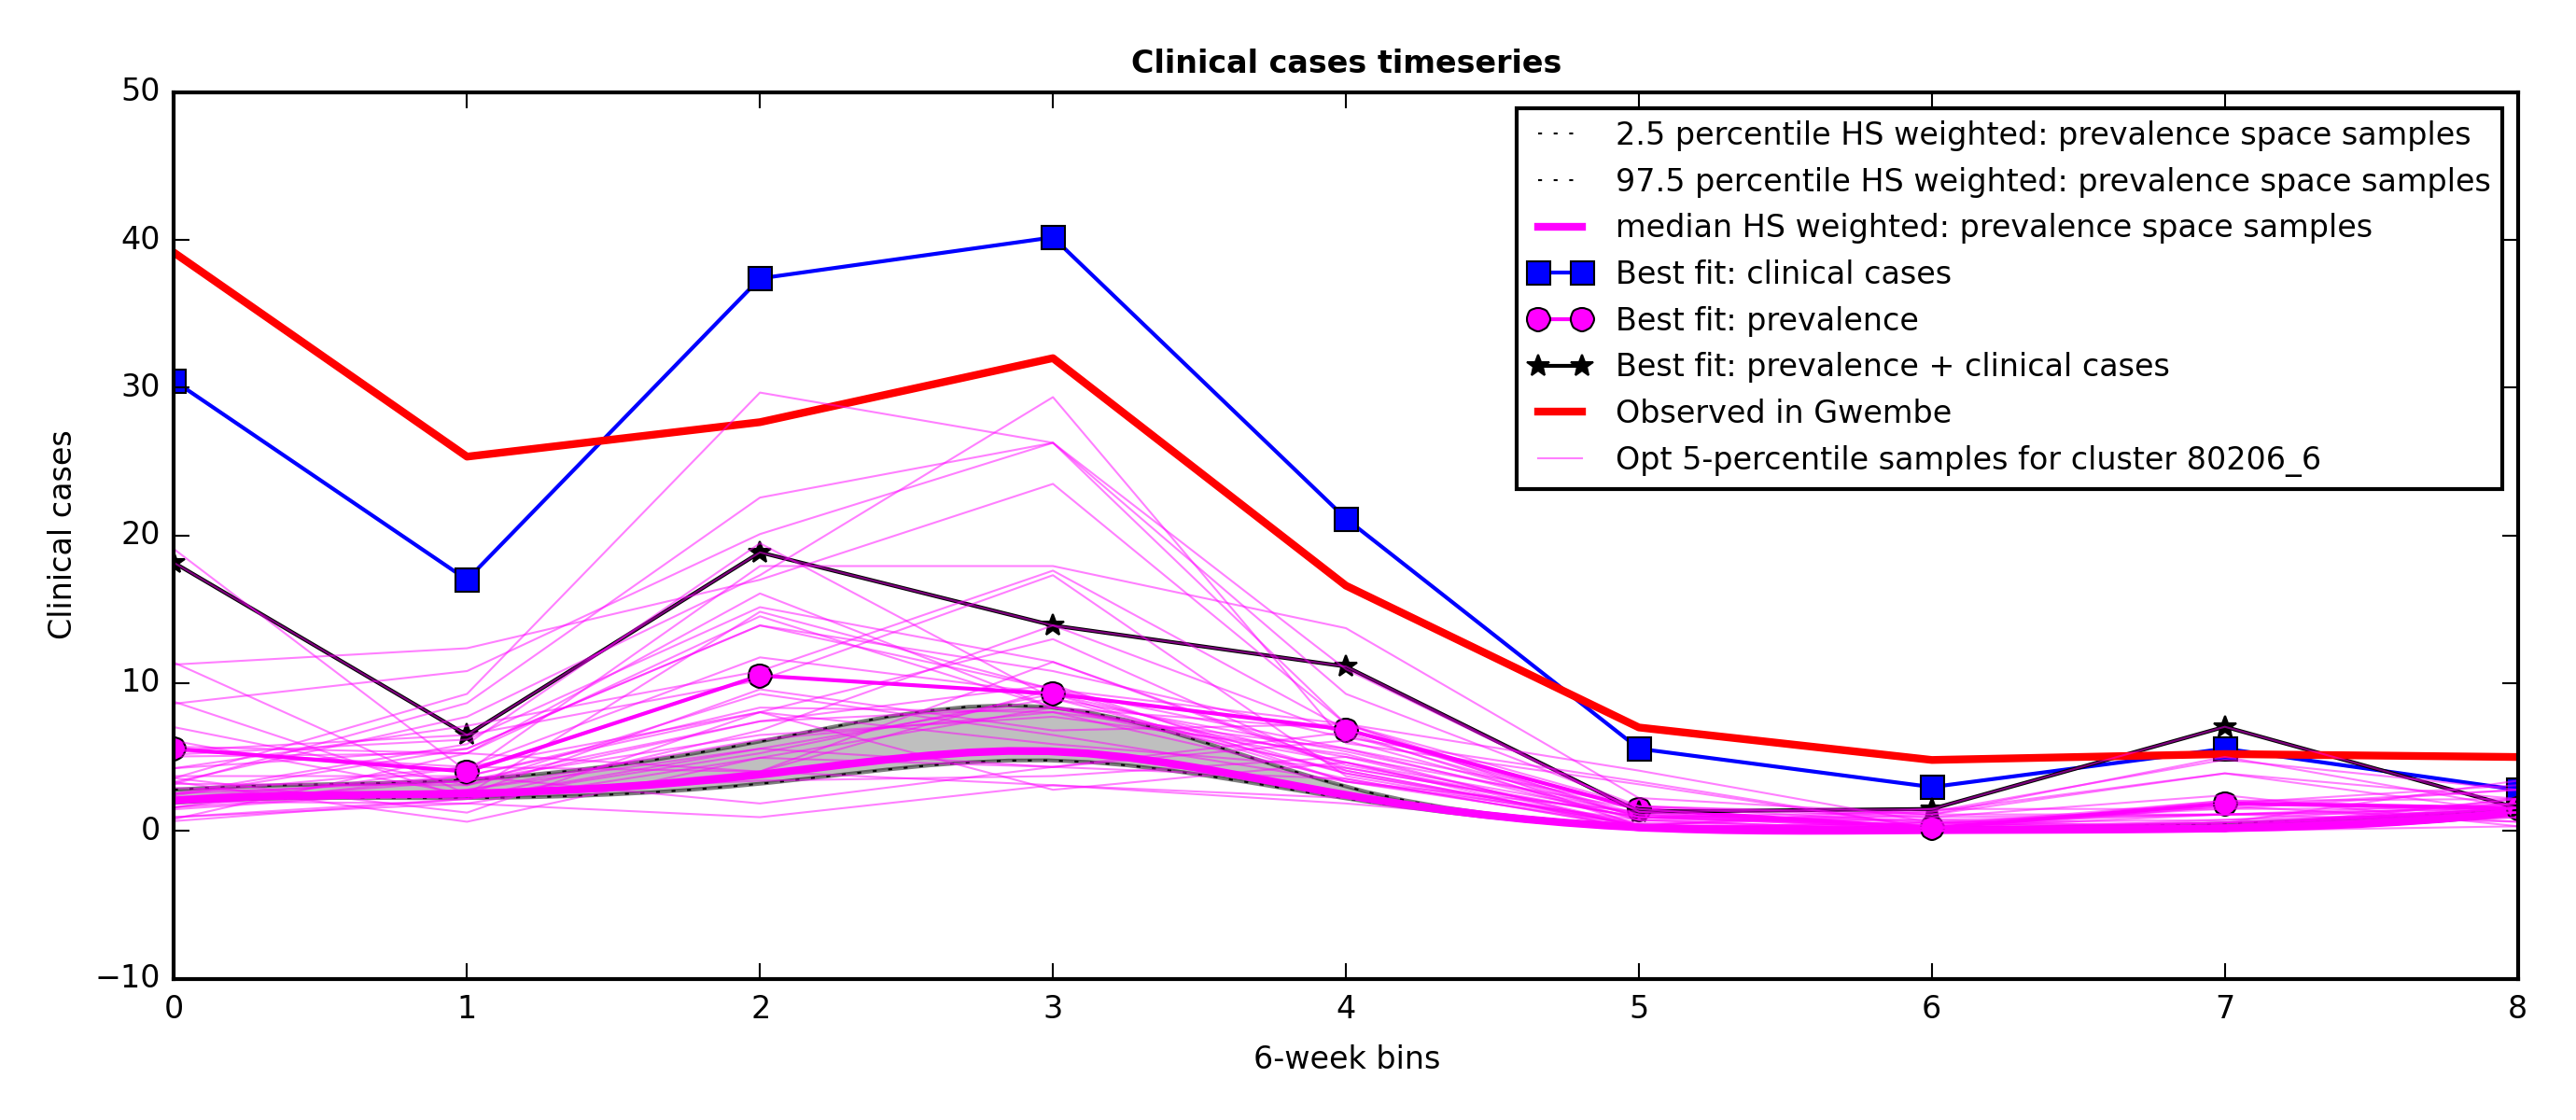 Clinical cases timeseries
50
40
30
20
10
0
−10
Clinical cases
2.5 percentile HS weighted: prevalence space samples
97.5 percentile HS weighted: prevalence space samples
median HS weighted: prevalence space samples
Best fit: clinical cases
Best fit: prevalence
Best fit: prevalence + clinical cases
Observed in Gwembe
Opt 5-percentile samples for cluster 80206_6
0 1 2 3 4 5 6 7 8
6-week bins